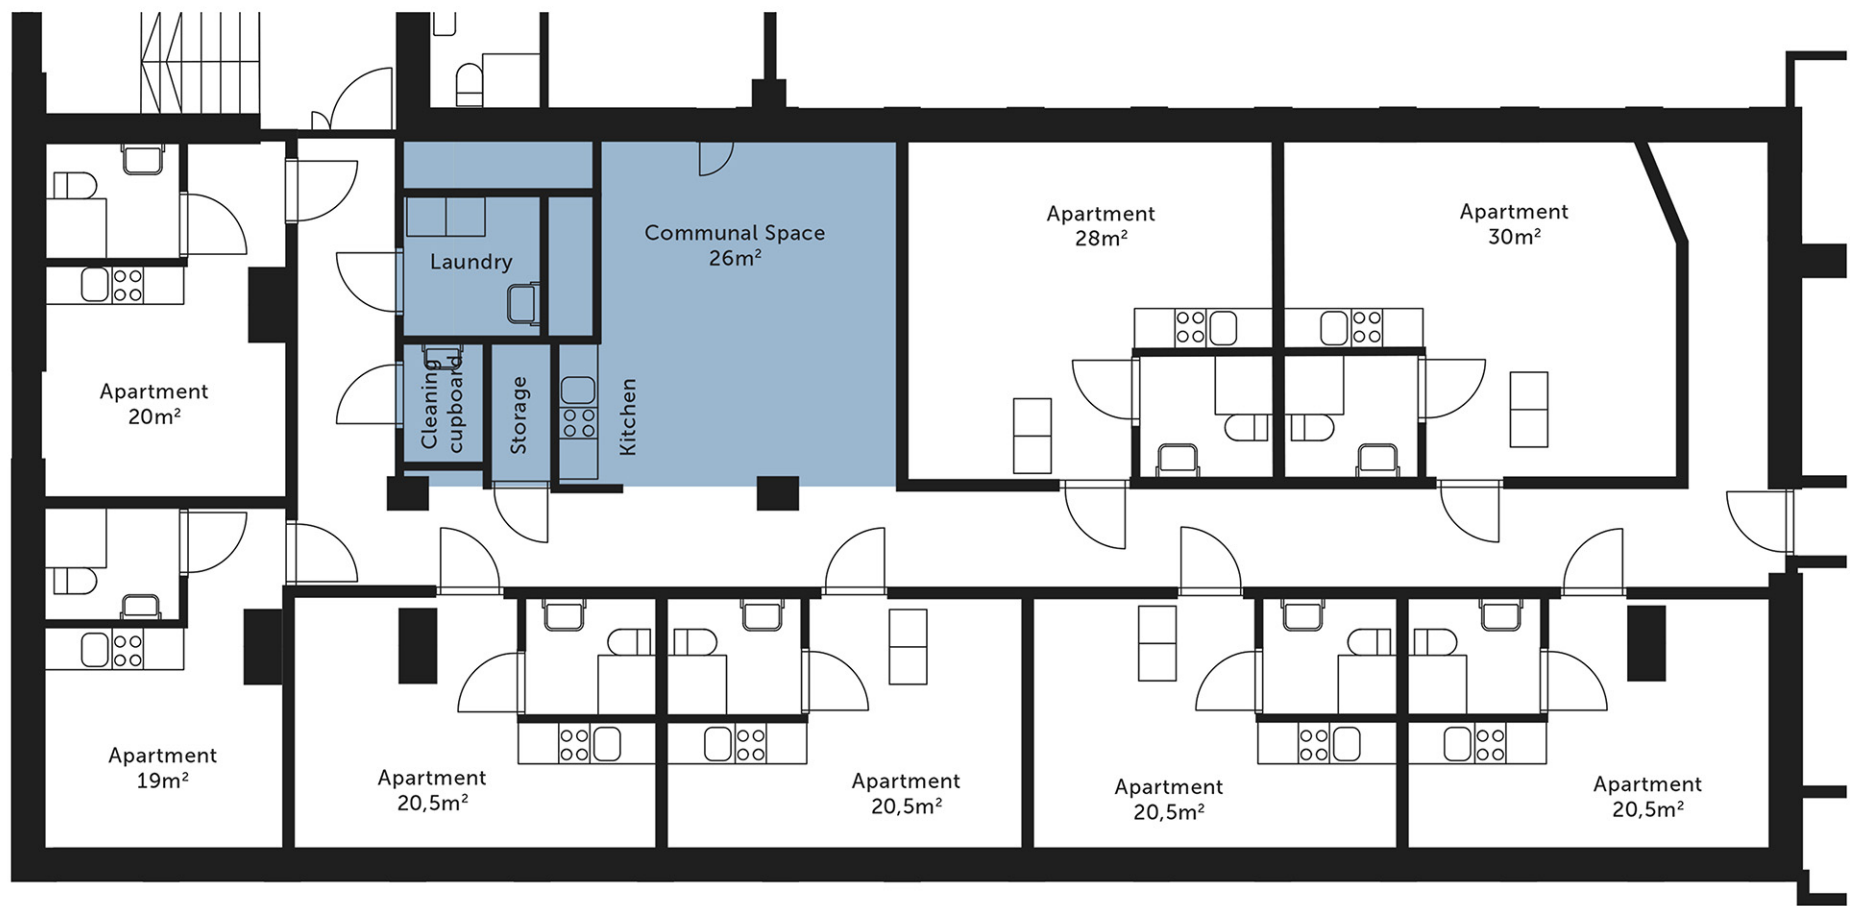 Communal Space
26m²
Apartment
28m²
Apartment
30m²
Laundry
Apartment
20m²
Cleaning
cupboard
Storage
Kitchen
Apartment
19m²
Apartment
20,5m²
Apartment
20,5m²
Apartment
20,5m²
Apartment
20,5m²